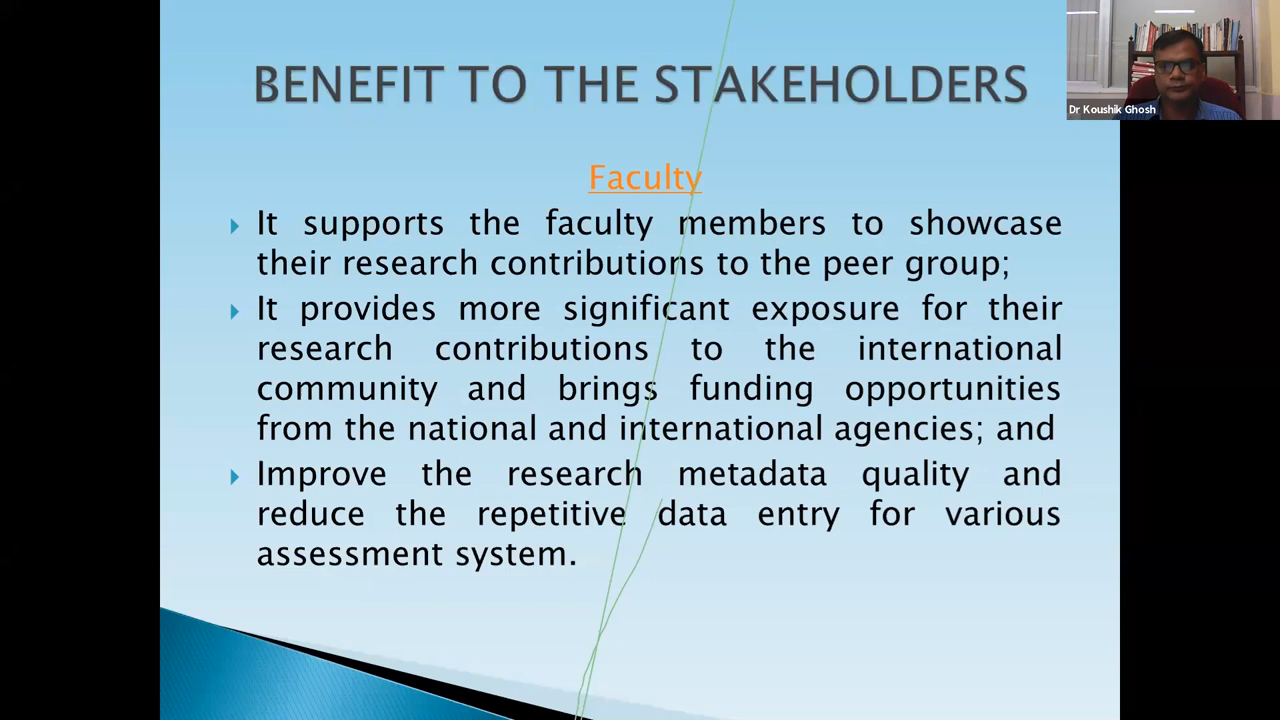 BENEFIT TO THE STAKEHOLDERS
Dr Koushik Ghosh
Faculty
It supports the faculty members to showcase
their research contributions to the peer group;
It provides more significant exposure for their
research contributions to the international
community and brings funding opportunities
from the national and international agencies; and
Improve the research metadata quality and
reduce the repetitive data entry for various
assessment system.